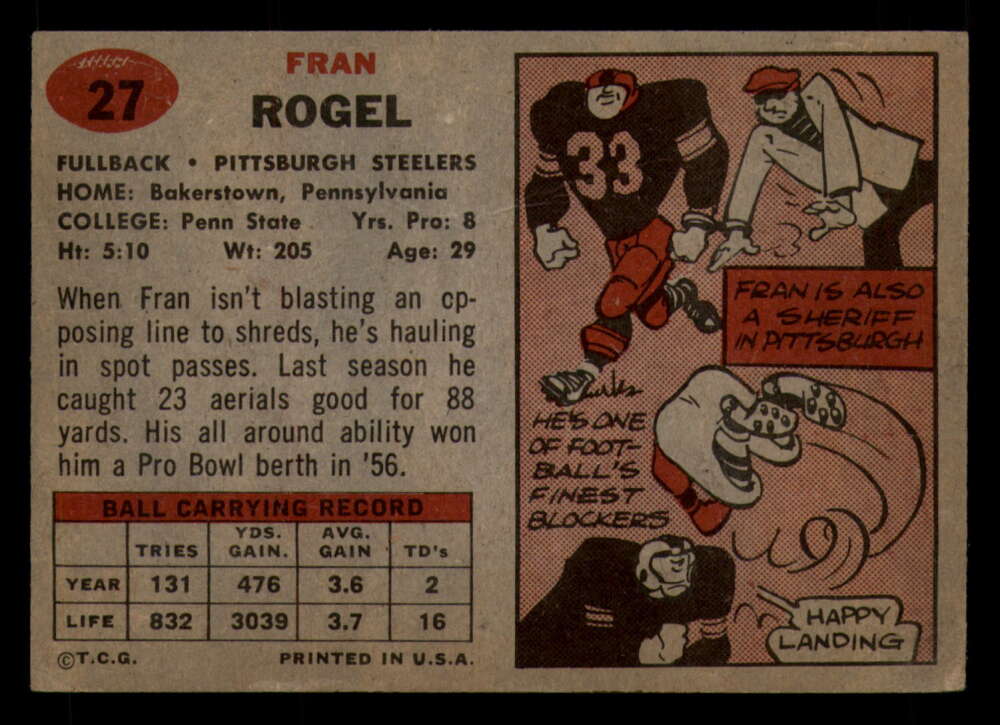 27
FRAN
ROGEL
FULLBACK • PITTSBURGH STEELERS
HOME: Bakerstown, Pennsylvania
COLLEGE: Penn State Yrs. Pro: 8
Ht: 5:10 Wt: 205 Age: 29
When Fran isn't blasting an op-
posing line to shreds, he's hauling
in spot passes. Last season he
caught 23 aerials good for 88
yards. His all around ability won
him a Pro Bowl berth in '56.
BALL CARRYING RECORD
TRIES YDS. GAIN. AVG. GAIN TD's
YEAR 131 476 3.6 2
LIFE 832 3039 3.7 16
©T.C.G. PRINTED IN U.S.A.
33
FRAN IS ALSO
A SHERIFF
IN PITTSBURGH
HE'S ONE
OF FOOT-
BALL'S
FINEST
BLOCKERS
HAPPY
LANDING